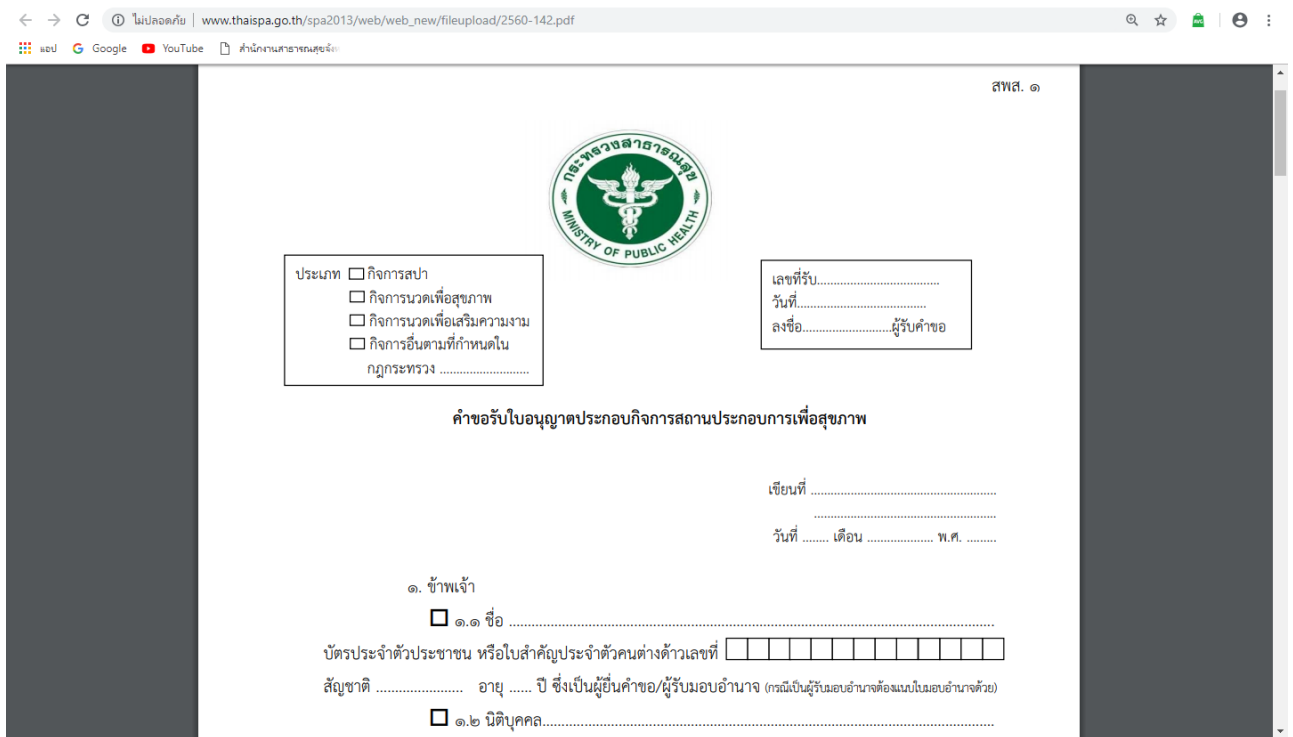 ไม่ปลอดภัย | www.thaispa.go.th/spa2013/web/web_new/fileupload/2560-142.pdf
แอป Google YouTube สำนักงานสาธารณสุขจัง
สพส. ๑
กระทรวงสาธารณสุข
MINISTRY OF PUBLIC HEALTH
ประเภท ☐ กิจการสปา
☐ กิจการนวดเพื่อสุขภาพ
☐ กิจการนวดเพื่อเสริมความงาม
☐ กิจการอื่นตามที่กำหนดใน
กฎกระทรวง ...........................
เลขที่รับ.....................................
วันที่.......................................
ลงชื่อ...........................ผู้รับคำขอ
คำขอรับใบอนุญาตประกอบกิจการสถานประกอบการเพื่อสุขภาพ
เขียนที่ ........................................................
.......................................................
วันที่ ........ เดือน .................... พ.ศ. .........
๑. ข้าพเจ้า
☐ ๑.๑ ชื่อ ..................................................................................................................
บัตรประจำตัวประชาชน หรือใบสำคัญประจำตัวคนต่างด้าวเลขที่
สัญชาติ ....................... อายุ ...... ปี ซึ่งเป็นผู้ยื่นคำขอ/ผู้รับมอบอำนาจ (กรณีเป็นผู้รับมอบอำนาจต้องแนบใบมอบอำนาจด้วย)
☐ ๑.๒ นิติบุคคล.........................................................................................................